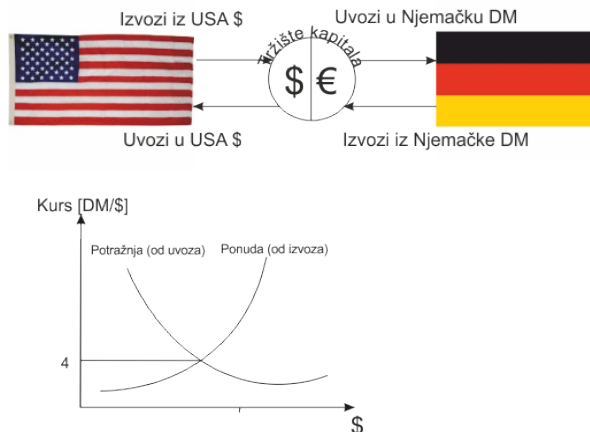 Izvozi iz USA $
Uvozi u Njemačku DM
Tržište kapitala
$ €
Uvozi u USA $
Izvozi iz Njemačke DM
Kurs [DM/$]
Potražnja (od uvoza)
Ponuda (od izvoza)
4
$